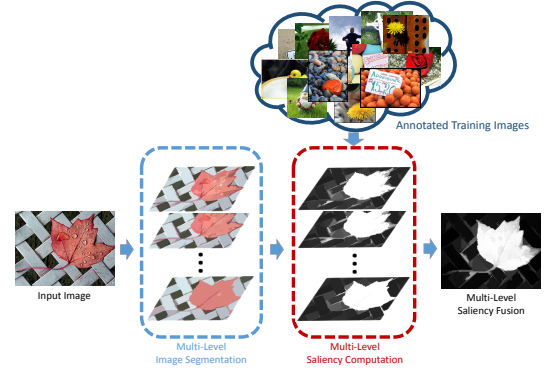 Annotated Training Images
Input Image
Multi-Level
Image Segmentation
Multi-Level
Saliency Computation
Multi-Level
Saliency Fusion